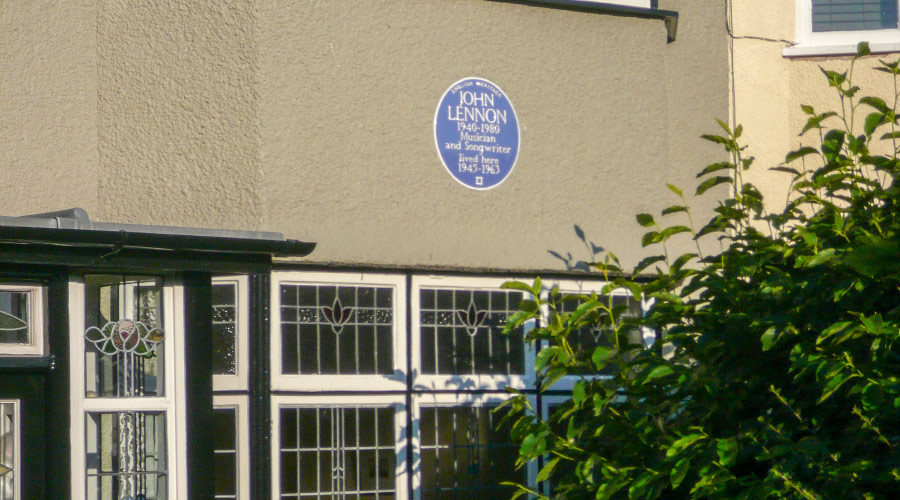 ENGLISH HERITAGE
JOHN
LENNON
1940-1980
Musician
and Songwriter
lived here
1945-1963